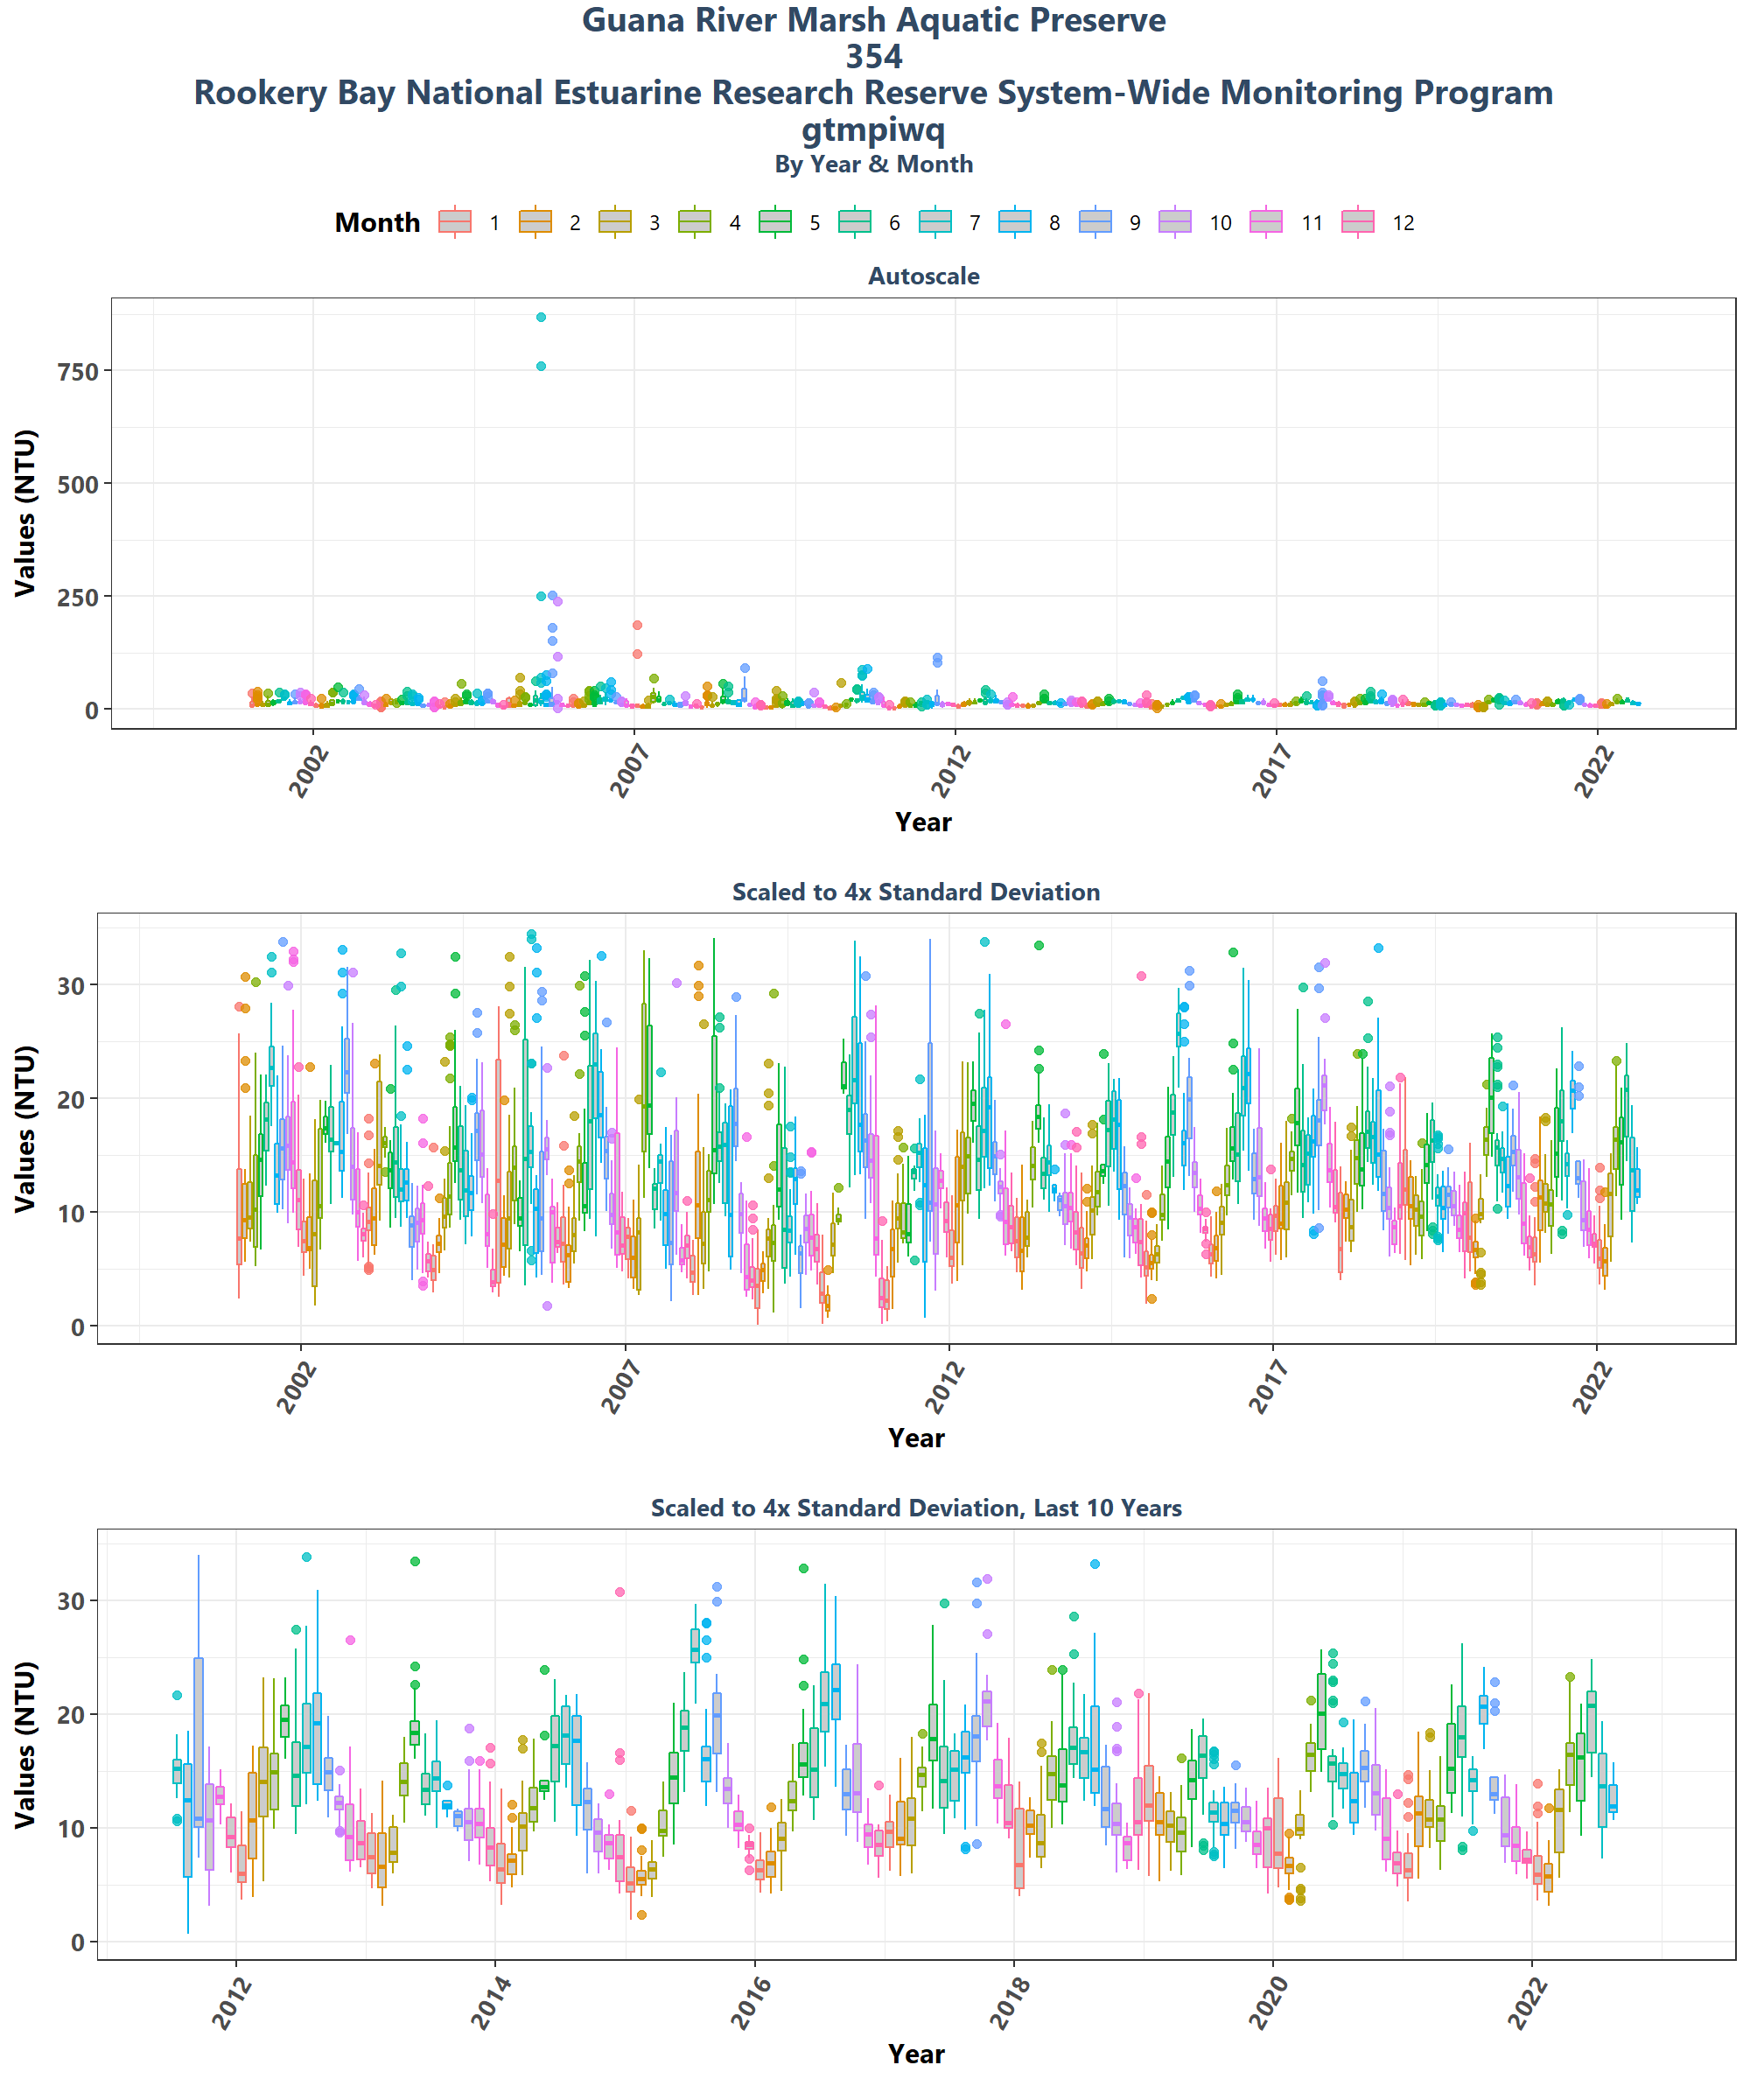 Guana River Marsh Aquatic Preserve
354
Rookery Bay National Estuarine Research Reserve System-Wide Monitoring Program
gtmpiwq
By Year & Month
Month 1 2 3 4 5 6 7 8 9 10 11 12
Autoscale
Values (NTU)
750
500
250
0
2002 2007 2012 2017 2022
Year
Scaled to 4x Standard Deviation
Values (NTU)
30
20
10
0
2002 2007 2012 2017 2022
Year
Scaled to 4x Standard Deviation, Last 10 Years
Values (NTU)
30
20
10
0
2012 2014 2016 2018 2020 2022
Year